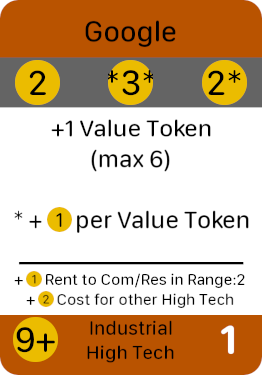 Google
2 *3* 2*
+1 Value Token
(max 6)
* + 1 per Value Token
+ 1 Rent to Com/Res in Range:2
+ 2 Cost for other High Tech
9+ Industrial 1
High Tech